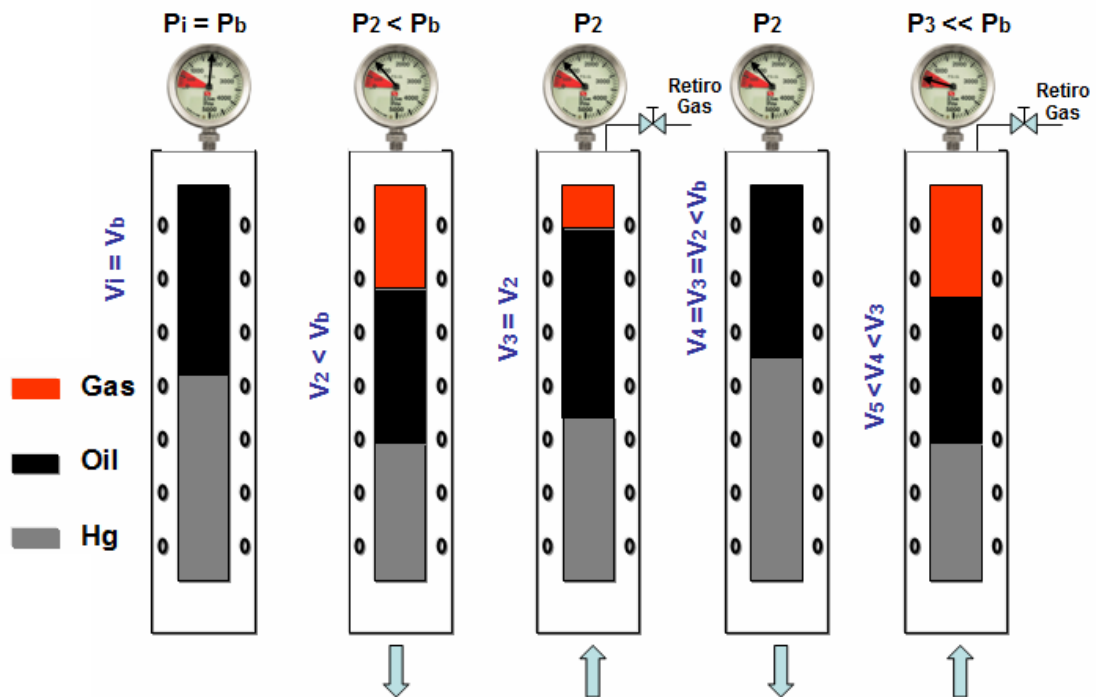 Pi = Pb
P2 < Pb
P2
P2
P3 << Pb
Retiro
Gas
Retiro
Gas
Vi = Vb
V2 < Vb
V3 = V2
V4 =V3 =V2 <Vb
V5 <V4 <V3
Gas
Oil
Hg